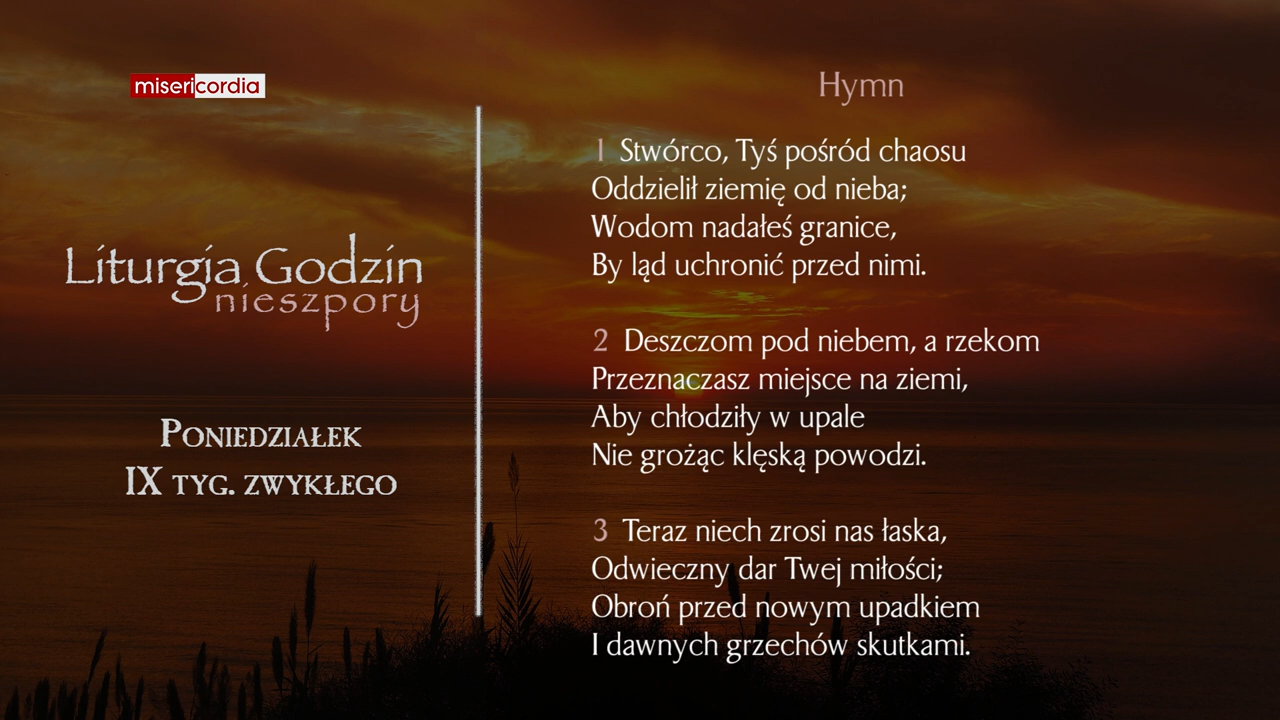 misericordia
Liturgia Godzin
nieszpory
Poniedziałek
IX tyg. zwykłego
Hymn
1 Stwórco, Tyś pośród chaosu
Oddzielił ziemię od nieba;
Wodom nadałeś granice,
By ląd uchronić przed nimi.
2 Deszczom pod niebem, a rzekom
Przeznaczasz miejsce na ziemi,
Aby chłodziły w upale
Nie grożąc klęską powodzi.
3 Teraz niech zrosi nas łaska,
Odwieczny dar Twej miłości;
Obroń przed nowym upadkiem
I dawnych grzechów skutkami.